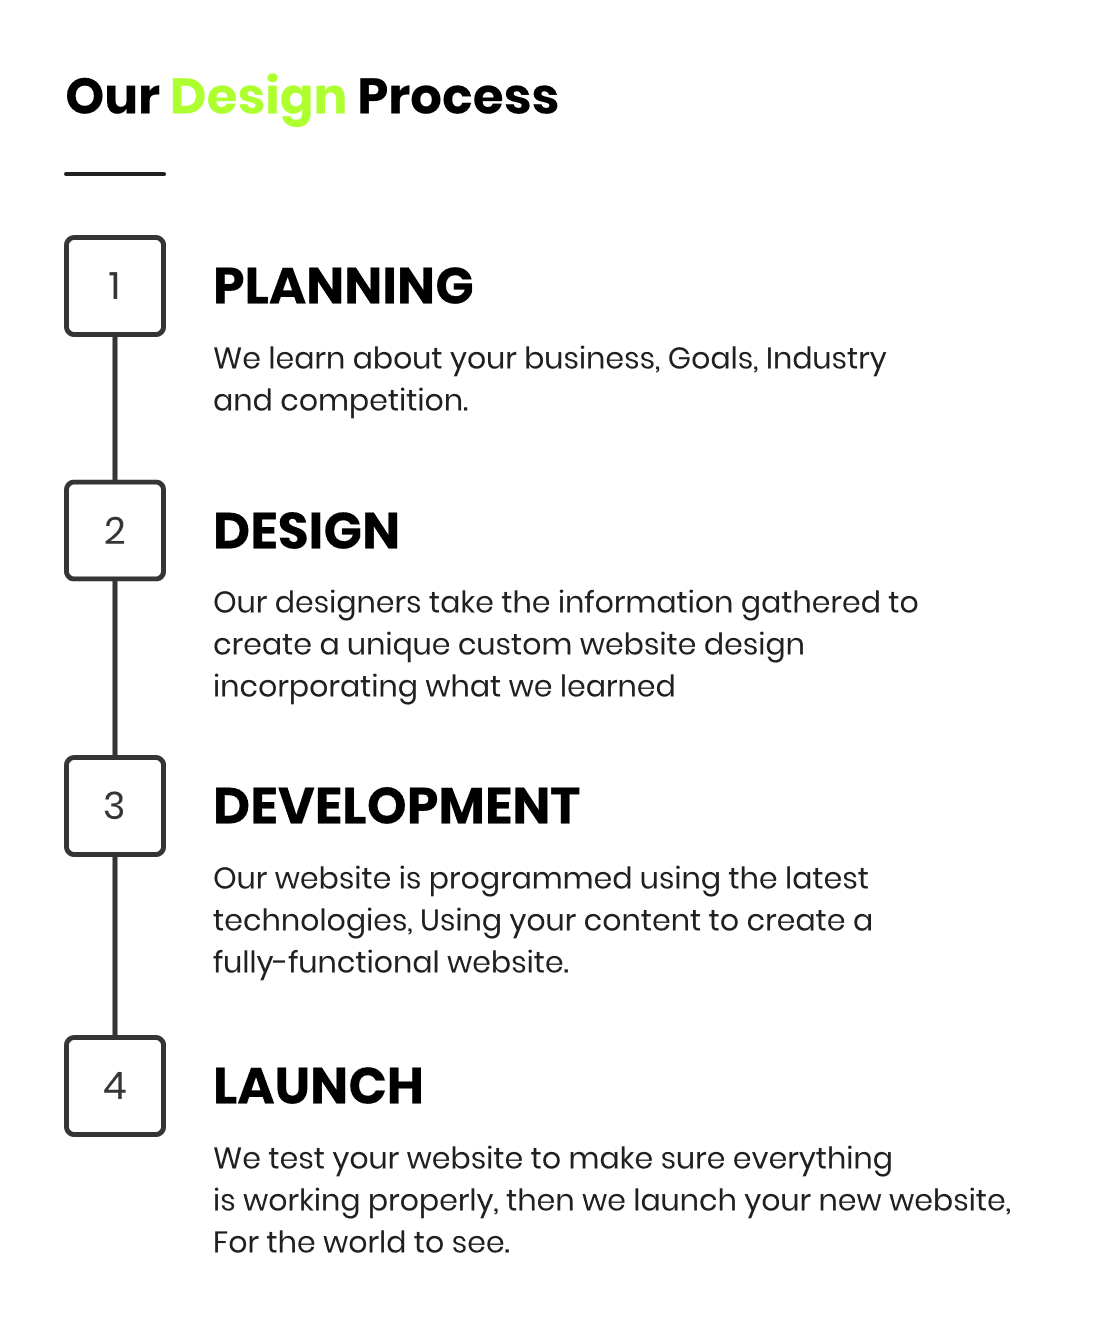 Our Design Process
1
PLANNING
We learn about your business, Goals, Industry
and competition.
2
DESIGN
Our designers take the information gathered to
create a unique custom website design
incorporating what we learned
3
DEVELOPMENT
Our website is programmed using the latest
technologies, Using your content to create a
fully-functional website.
4
LAUNCH
We test your website to make sure everything
is working properly, then we launch your new website,
For the world to see.